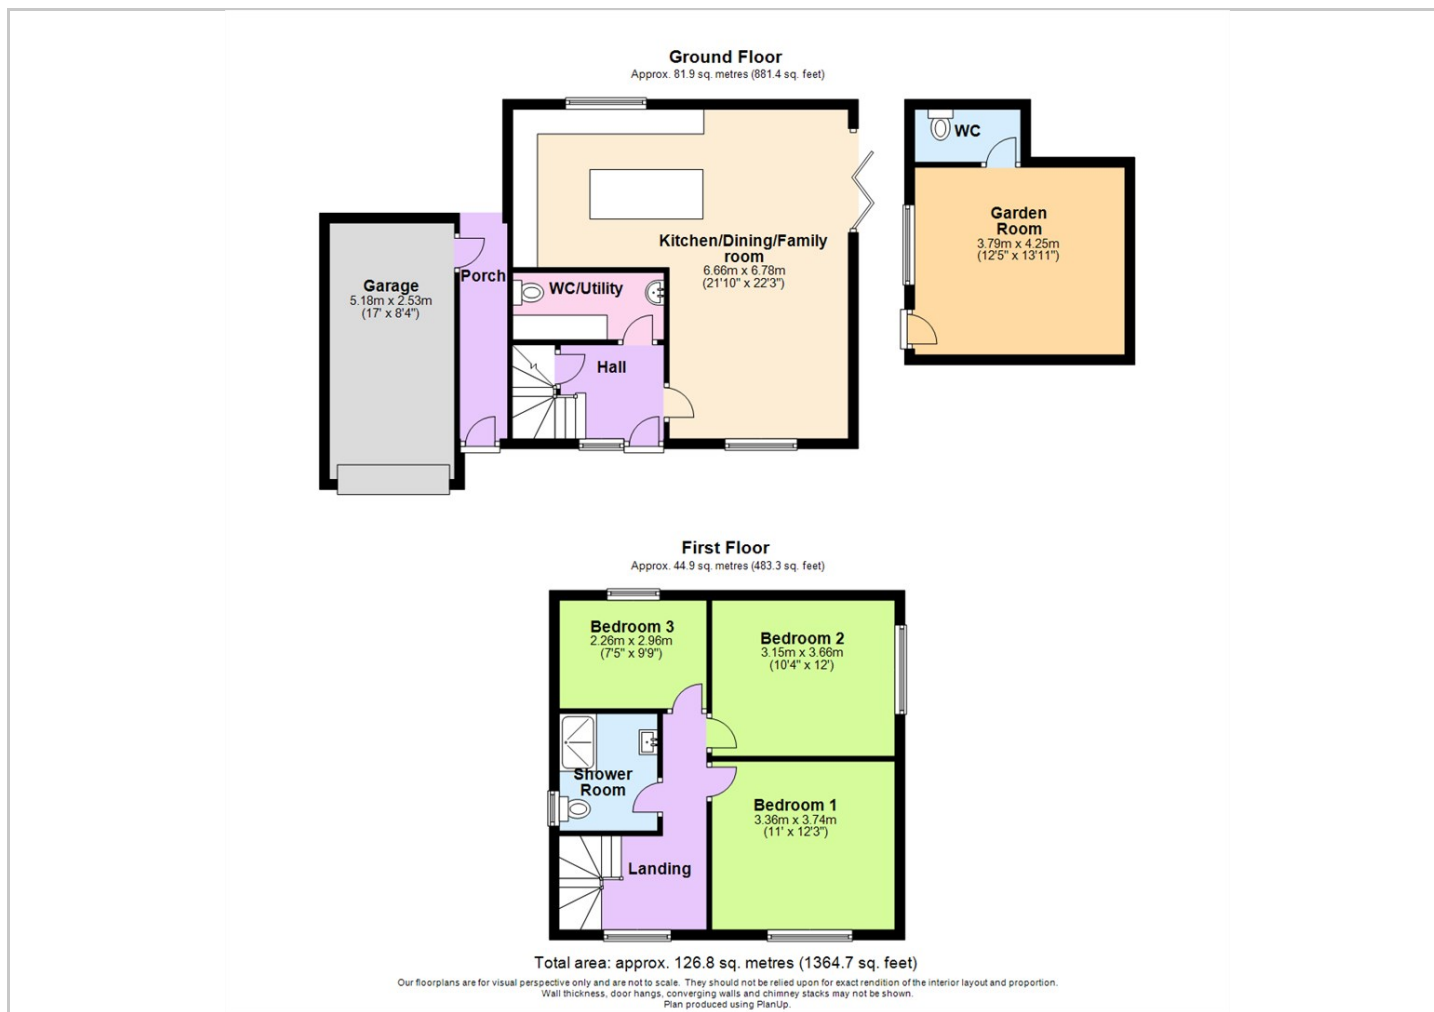 Ground Floor
Approx. 81.9 sq. metres (881.4 sq. feet)
WC
Garden
Room
3.79m x 4.25m
(12'5" x 13'11")
Kitchen/Dining/Family
room
6.66m x 6.78m
(21'10" x 22'3")
Porch
Garage
5.18m x 2.53m
(17' x 8'4")
WC/Utility
Hall
First Floor
Approx. 44.9 sq. metres (483.3 sq. feet)
Bedroom 3
2.26m x 2.96m
(7'5" x 9'9")
Bedroom 2
3.15m x 3.66m
(10'4" x 12')
Shower
Room
Bedroom 1
3.36m x 3.74m
(11' x 12'3")
Landing
Total area: approx. 126.8 sq. metres (1364.7 sq. feet)
Our floorplans are for visual perspective only and are not to scale. They should not be relied upon for exact rendition of the interior layout and proportion.
Wall thickness, door hangs, converging walls and chimney stacks may not be shown.
Plan produced using PlanUp.